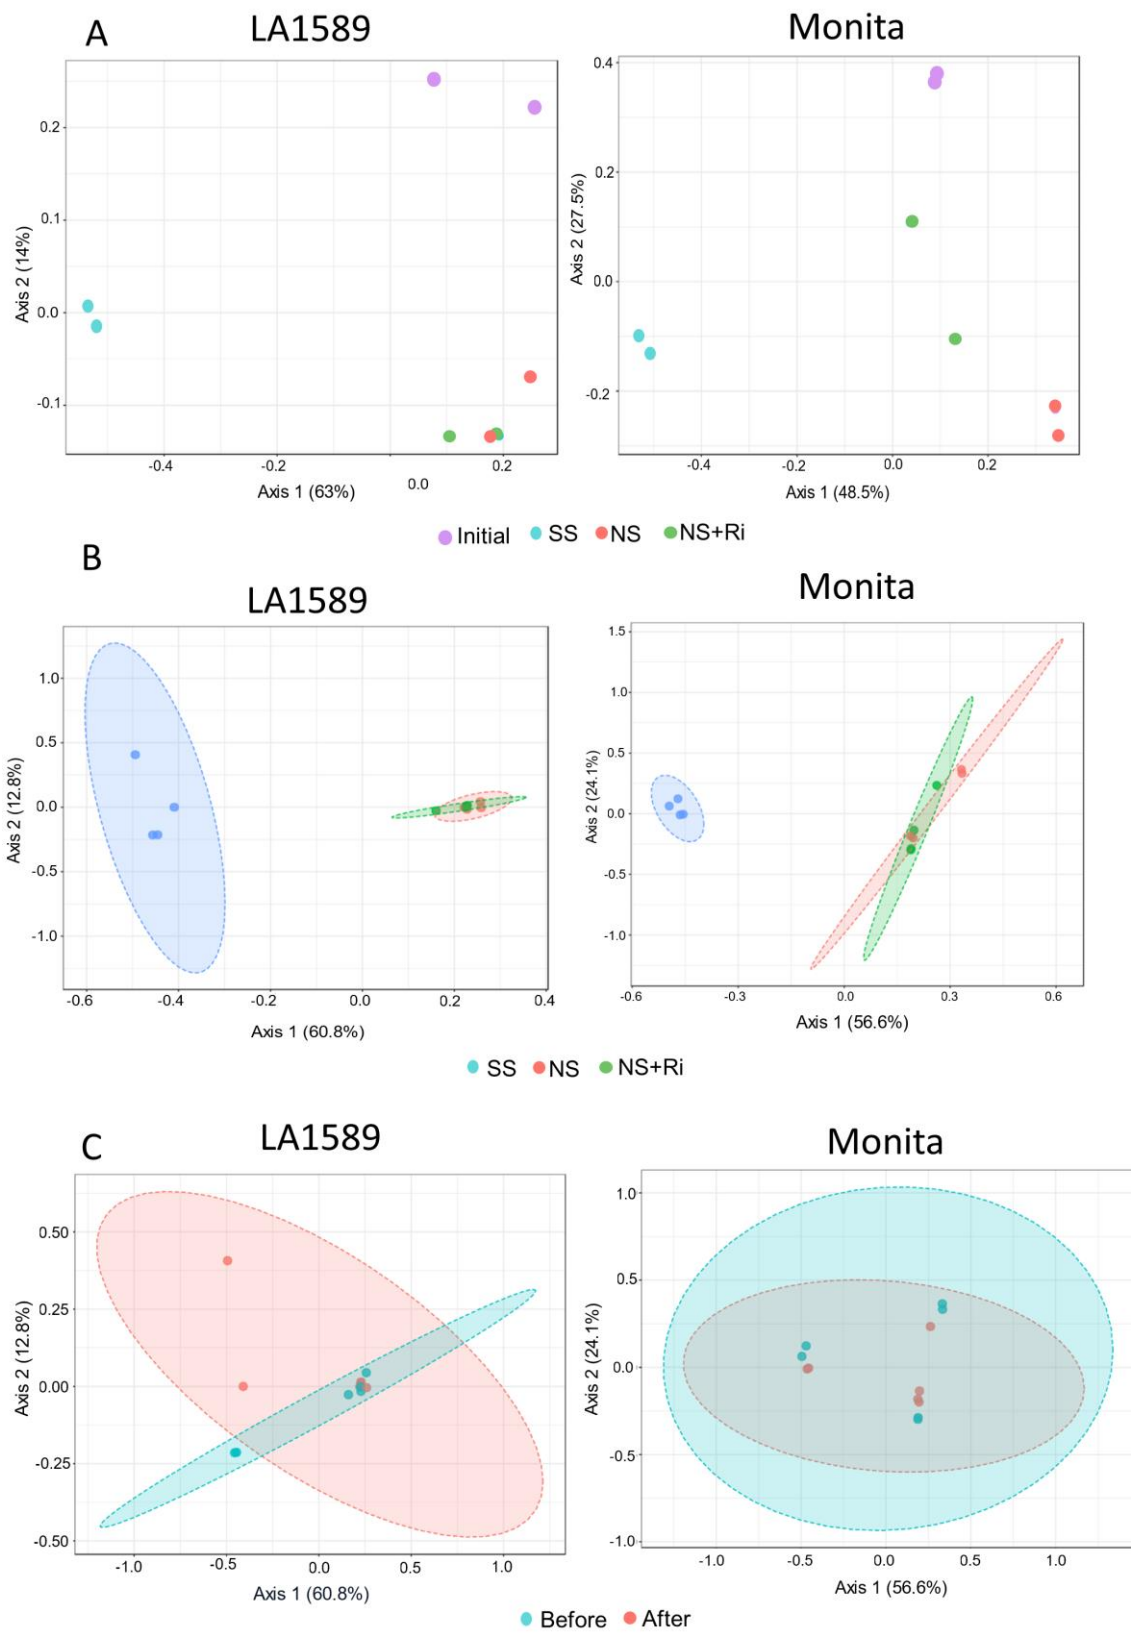 A
LA1589
Monita
0.2
0.1
0.0
-0.1
Axis 2 (14%)
-0.4
-0.2
0.0
0.2
Axis 1 (63%)
0.4
0.2
0.0
-0.2
Axis 2 (27.5%)
-0.4
-0.2
0.0
0.2
Axis 1 (48.5%)
Initial SS NS NS+Ri
B
LA1589
Monita
1.0
0.5
0.0
-0.5
-1.0
Axis 2 (12.8%)
-0.6 -0.4 -0.2 0.0 0.2 0.4
Axis 1 (60.8%)
1.5
1.0
0.5
0.0
-0.5
-1.0
Axis 2 (24.1%)
-0.6 -0.3 0.0 0.3 0.6
Axis 1 (56.6%)
SS NS NS+Ri
C
LA1589
Monita
0.50
0.25
0.00
-0.25
-0.50
Axis 2 (12.8%)
-1.0 -0.5 0.0 0.5 1.0
Axis 1 (60.8%)
1.0
0.5
0.0
-0.5
-1.0
Axis 2 (24.1%)
-1.0 -0.5 0.0 0.5 1.0
Axis 1 (56.6%)
Before After